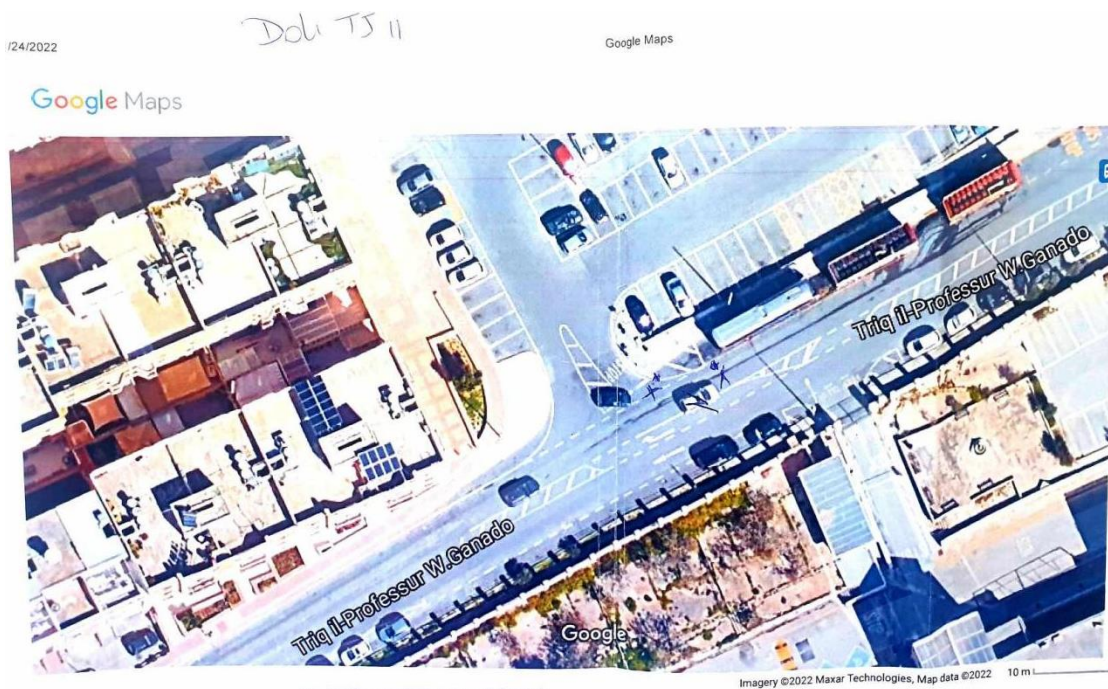 Dok TJ 11
/24/2022
Google Maps
Google Maps
Triq il-Professur W.Ganado
Triq il-Professur W.Ganado
Google
Imagery ©2022 Maxar Technologies, Map data ©2022
10 m